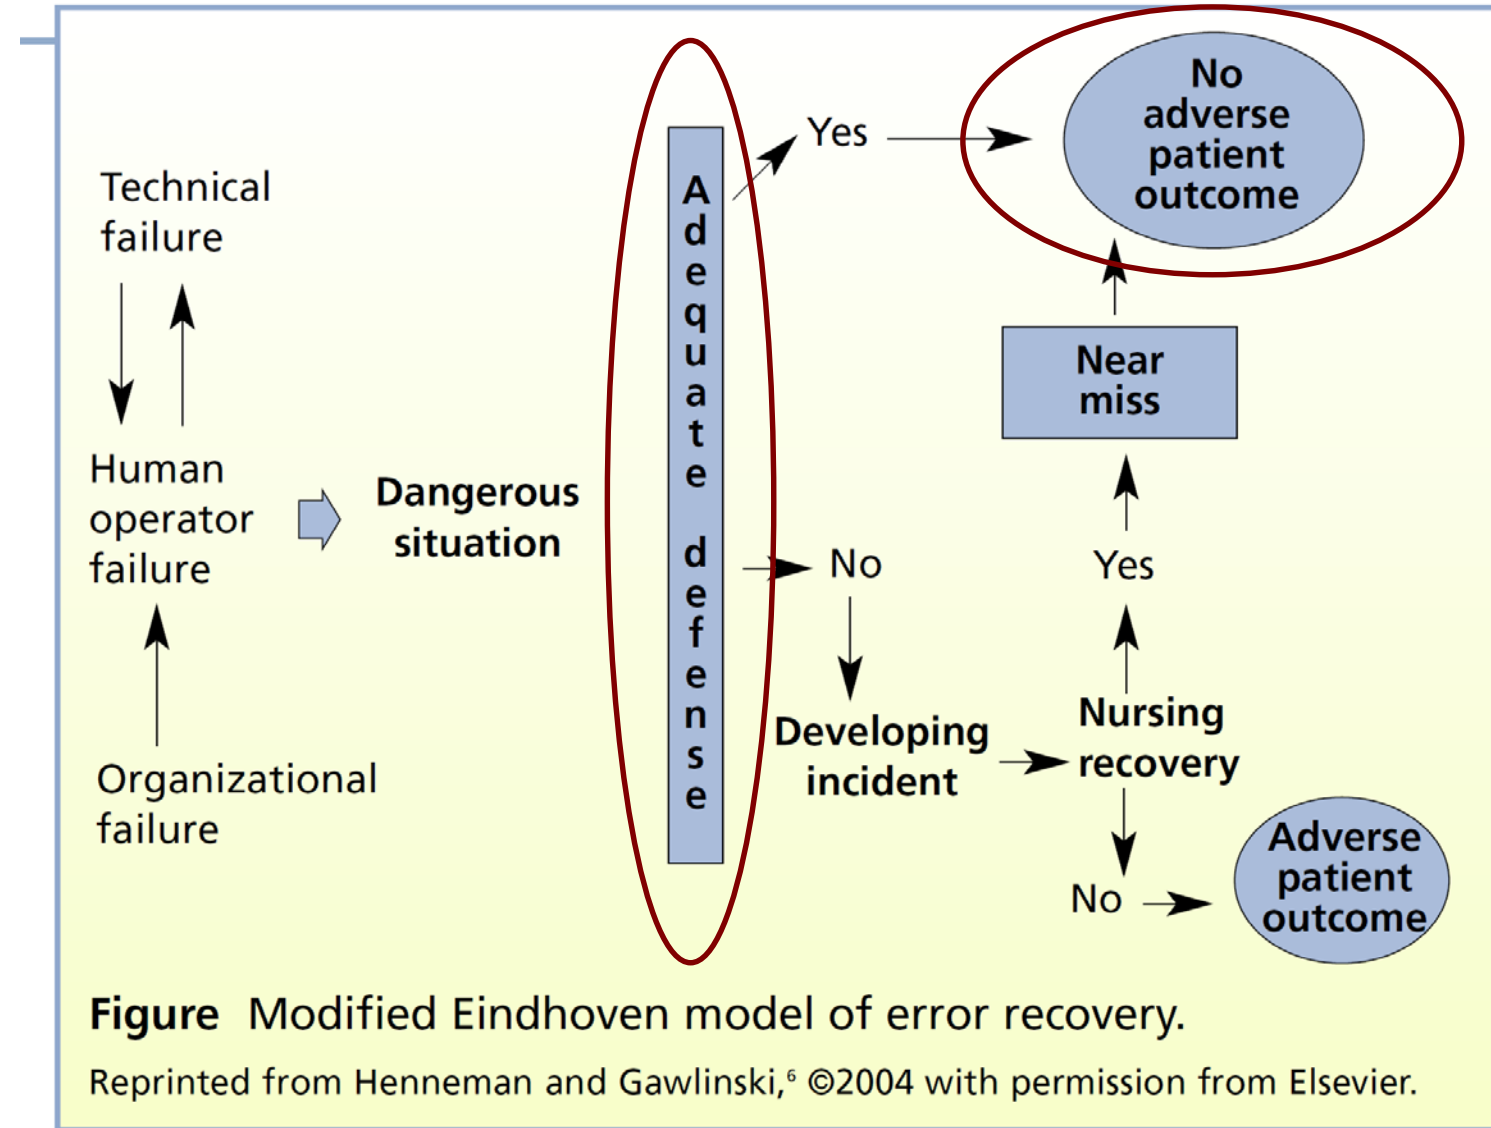 Technical
failure
Human
operator
failure
Organizational
failure
Dangerous
situation
Adequate defense
Yes
No
adverse
patient
outcome
Near
miss
Yes
No
Developing
incident
Nursing
recovery
No
Adverse
patient
outcome
Figure Modified Eindhoven model of error recovery.
Reprinted from Henneman and Gawlinski,⁶ ©2004 with permission from Elsevier.